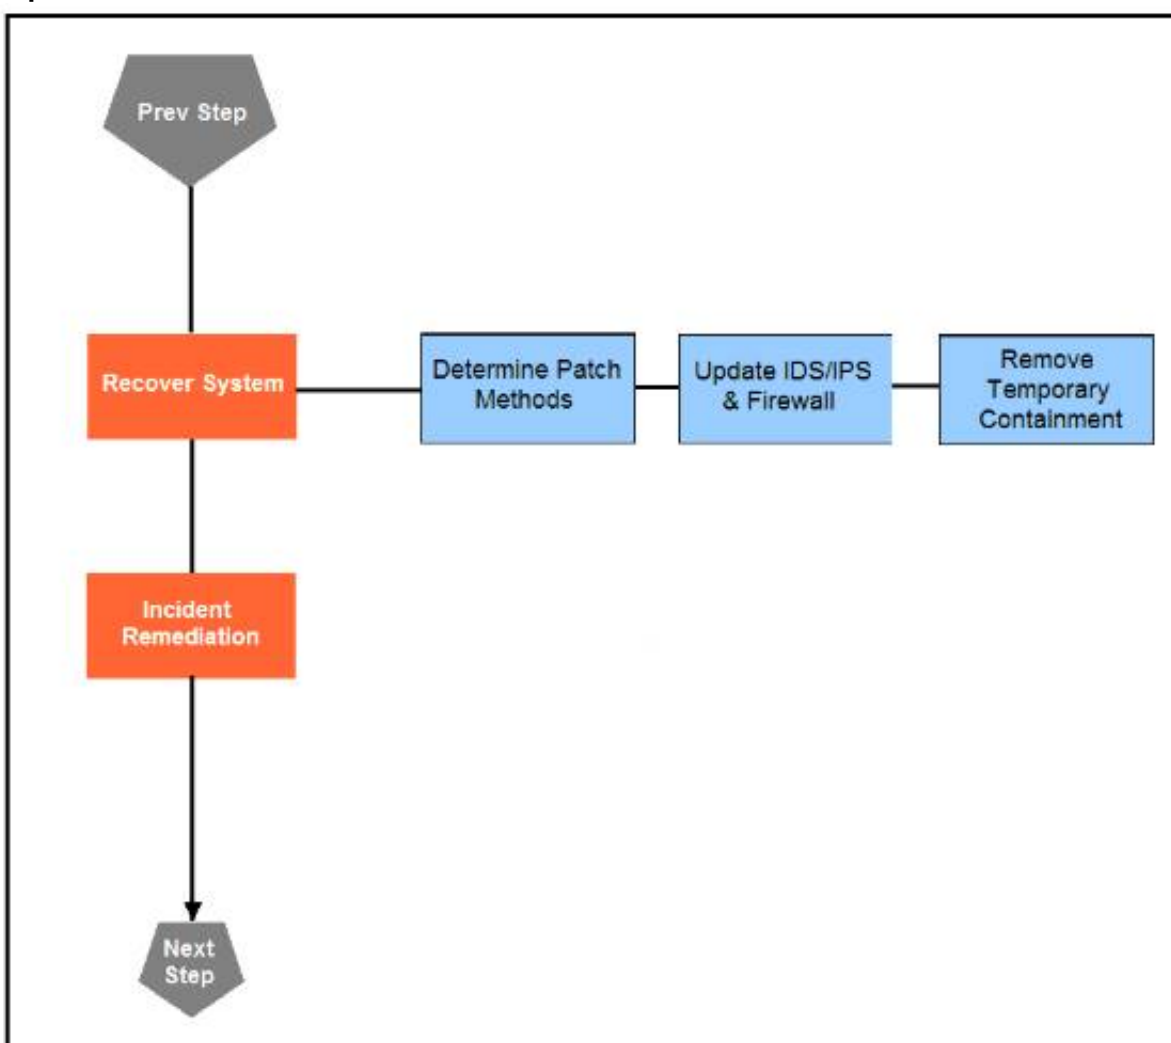 Prev Step
Recover System
Determine Patch
Methods
Update IDS/IPS
& Firewall
Remove
Temporary
Containment
Incident
Remediation
Next
Step